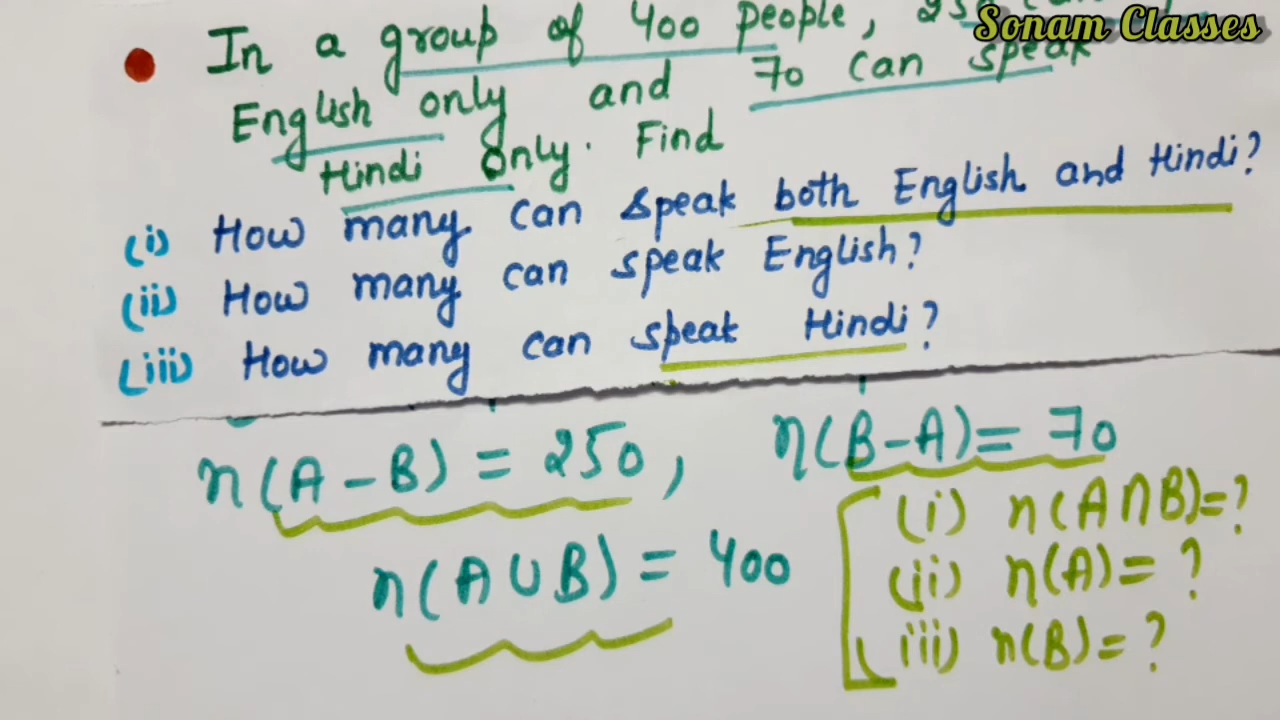 Sonam Classes
In a group of 400 people, 250
English only and 70 can speak
Hindi only. Find
(i) How many can speak both English and Hindi?
(ii) How many can speak English?
(iii) How many can speak Hindi?
n(A-B) = 250, n(B-A)= 70
n(AUB) = 400
(i) n(A∩B)=?
(ii) n(A)= ?
(iii) n(B)= ?